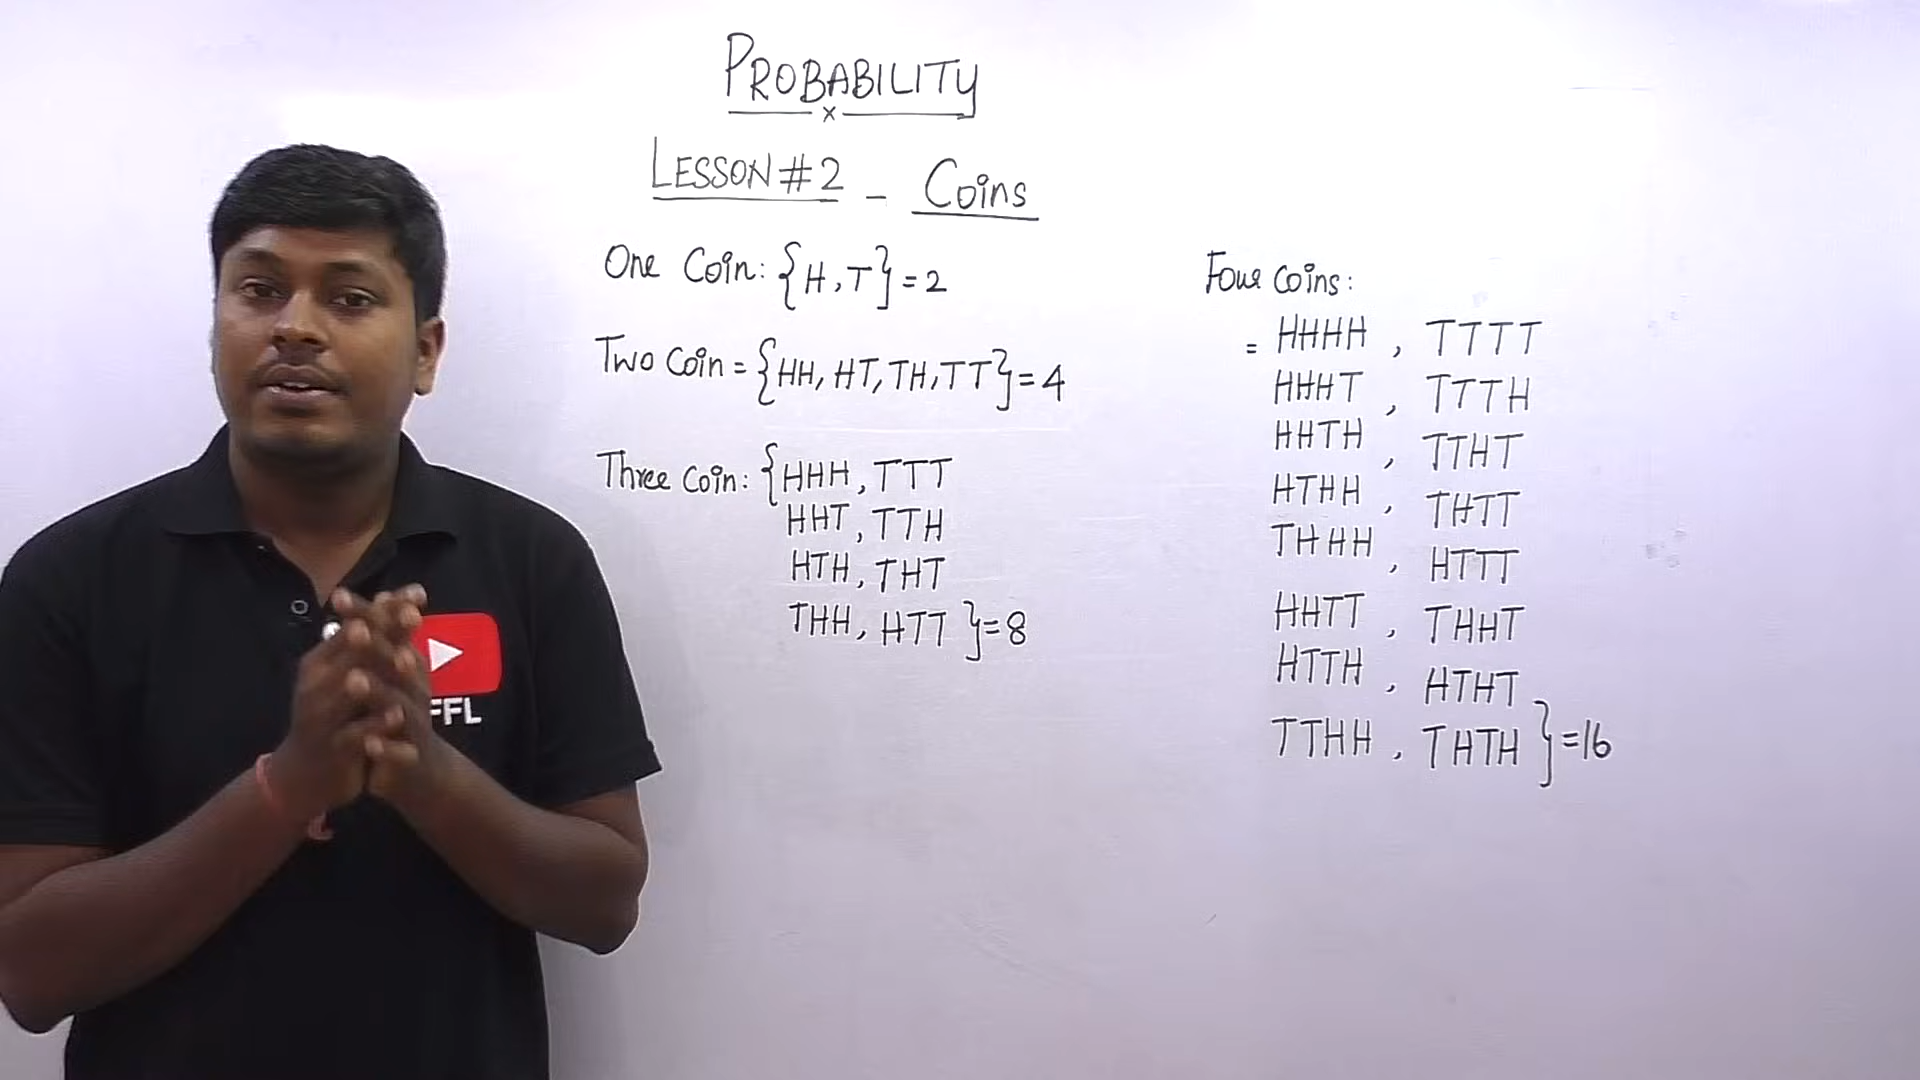 PROBABILITY
x
LESSON #2 - Coins
One Coin: {H, T} = 2
Two Coin = {HH, HT, TH, TT} = 4
Three Coin: {HHH, TTT
HHT, TTH
HTH, THT
THH, HTT} = 8
Four Coins:
= HHHH, TTTT
HHHT, TTTH
HHTH, TTHT
HTHH, THTT
THHH, HTTT
HHTT, THHT
HTTH, HTHT
TTHH, THTH} = 16
FFL